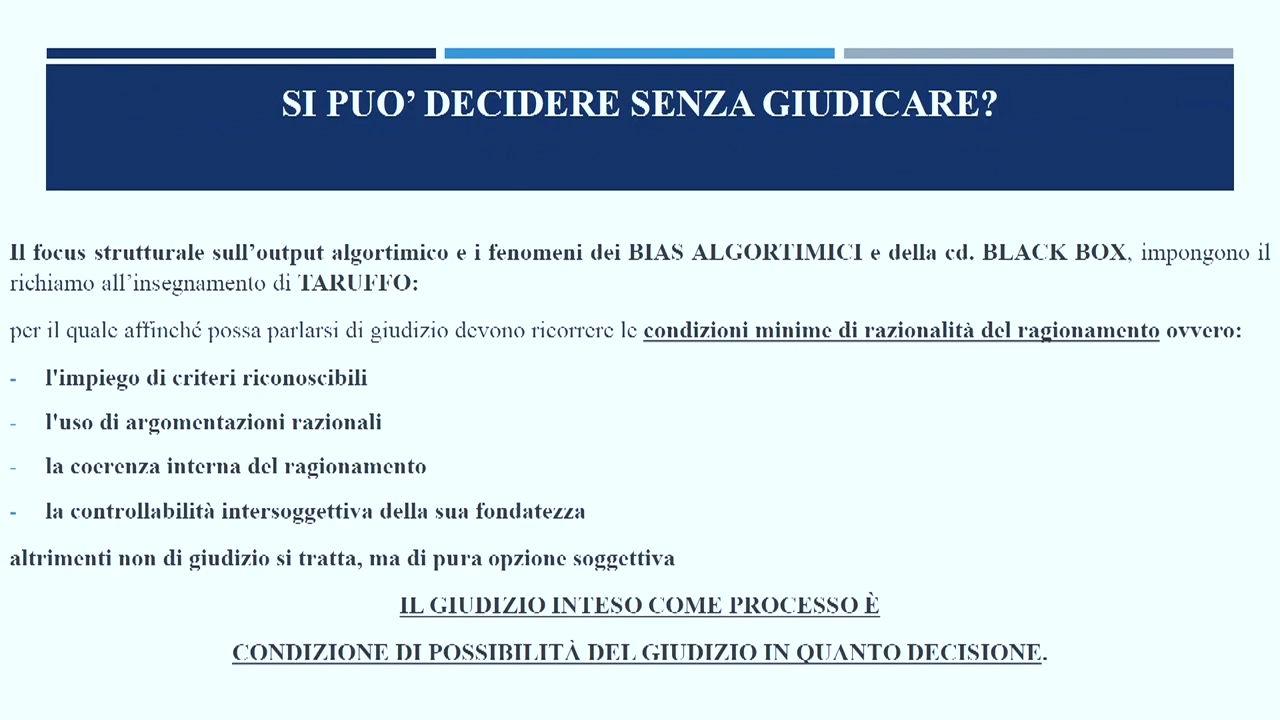 SI PUO’ DECIDERE SENZA GIUDICARE?
Il focus strutturale sull’output algortimico e i fenomeni dei BIAS ALGORTIMICI e della cd. BLACK BOX, impongono il
richiamo all’insegnamento di TARUFFO:
per il quale affinché possa parlarsi di giudizio devono ricorrere le condizioni minime di razionalità del ragionamento ovvero:
- l'impiego di criteri riconoscibili
- l'uso di argomentazioni razionali
- la coerenza interna del ragionamento
- la controllabilità intersoggettiva della sua fondatezza
altrimenti non di giudizio si tratta, ma di pura opzione soggettiva
IL GIUDIZIO INTESO COME PROCESSO È
CONDIZIONE DI POSSIBILITÀ DEL GIUDIZIO IN QUANTO DECISIONE.